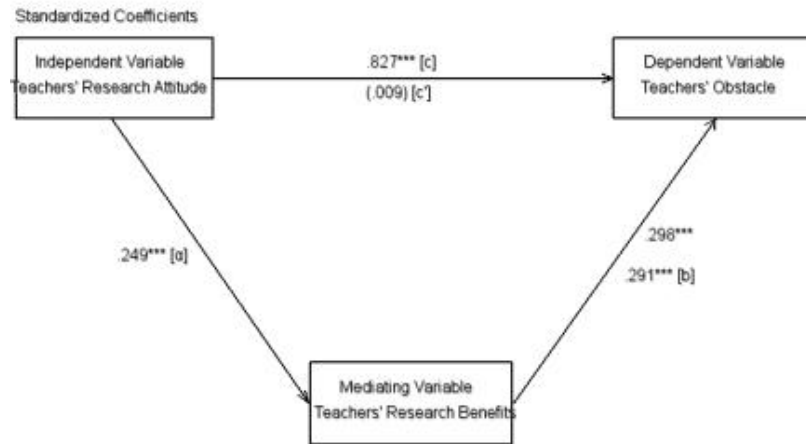 Standardized Coefficients
Independent Variable
Teachers' Research Attitude
.827*** [c]
(.009) [c']
Dependent Variable
Teachers' Obstacle
.249*** [α]
.298***
.291*** [b]
Mediating Variable
Teachers' Research Benefits